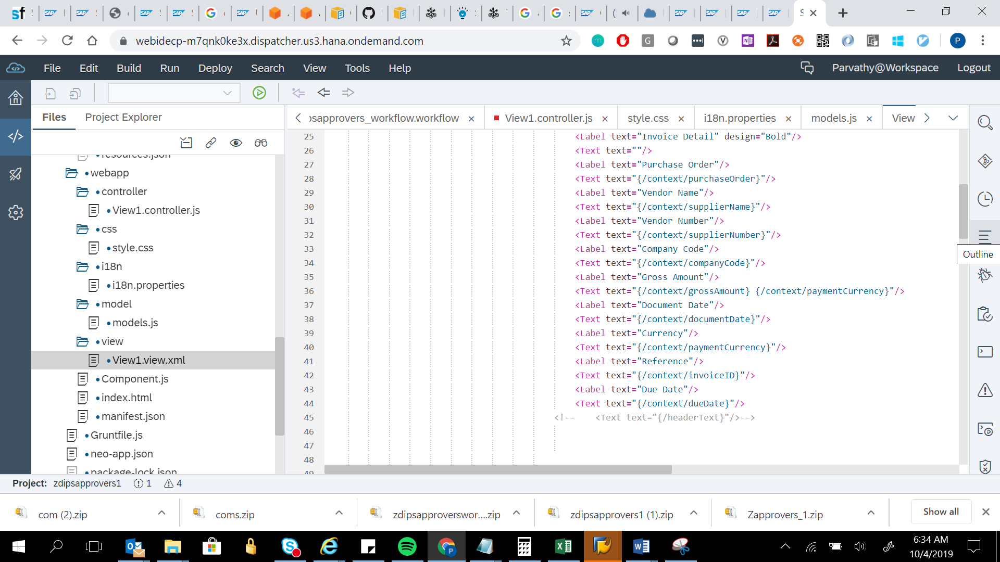 webidecp-m7qnk0ke3x.dispatcher.us3.hana.ondemand.com
P
File Edit Build Run Deploy Search View Tools Help
Parvathy@Workspace Logout
Files Project Explorer
resources.json
webapp
controller
View1.controller.js
css
style.css
i18n
i18n.properties
model
models.js
view
View1.view.xml
Component.js
index.html
manifest.json
Gruntfile.js
neo-app.json
package-lock.json
psapprovers_workflow.workflow × View1.controller.js × style.css × i18n.properties × models.js × View
25 <Label text="Invoice Detail" design="Bold"/>
26 <Text text=""/>
27 <Label text="Purchase Order"/>
28 <Text text="{/context/purchaseOrder}"/>
29 <Label text="Vendor Name"/>
30 <Text text="{/context/supplierName}"/>
31 <Label text="Vendor Number"/>
32 <Text text="{/context/supplierNumber}"/>
33 <Label text="Company Code"/>
34 <Text text="{/context/companyCode}"/>
35 <Label text="Gross Amount"/>
36 <Text text="{/context/grossAmount} {/context/paymentCurrency}"/>
37 <Label text="Document Date"/>
38 <Text text="{/context/documentDate}"/>
39 <Label text="Currency"/>
40 <Text text="{/context/paymentCurrency}"/>
41 <Label text="Reference"/>
42 <Text text="{/context/invoiceID}"/>
43 <Label text="Due Date"/>
44 <Text text="{/context/dueDate}"/>
45 <!-- <Text text="{/headerText}"/>-->
46
47
48
49
Outline
Project: zdipsapprovers1 1 4
com (2).zip
coms.zip
zdipsapproverswor....zip
zdipsapprovers1 (1).zip
Zapprovers_1.zip
Show all
6:34 AM
10/4/2019